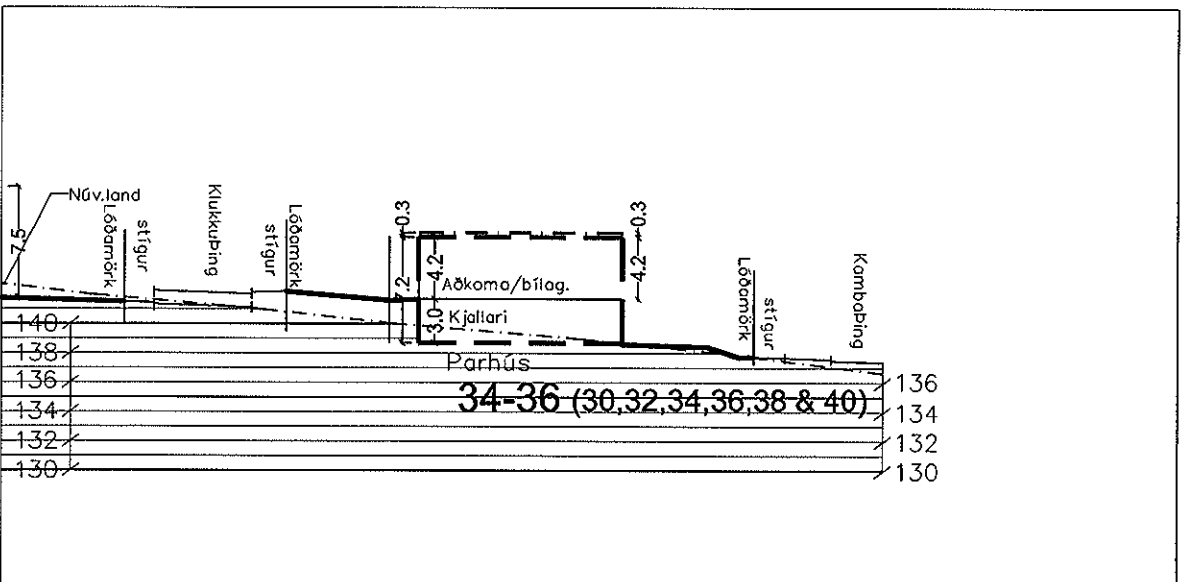 Núv.land
7.5
Lóðamörk
stígur
Klukkuþing
stígur
Lóðamörk
0.3
7.2
4.2
3.0
Aðkoma/bílag.
Kjallari
0.3
4.2
Lóðamörk
stígur
Kambaþing
Parhús
34-36 (30,32,34,36,38 & 40)
140
138
136
134
132
130
136
134
132
130